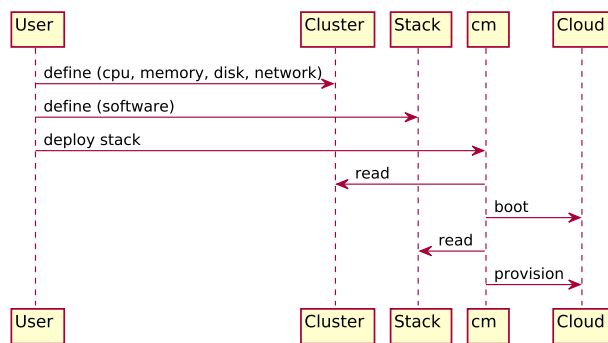 User Cluster Stack cm Cloud
define (cpu, memory, disk, network)
define (software)
deploy stack
read
boot
read
provision
User Cluster Stack cm Cloud